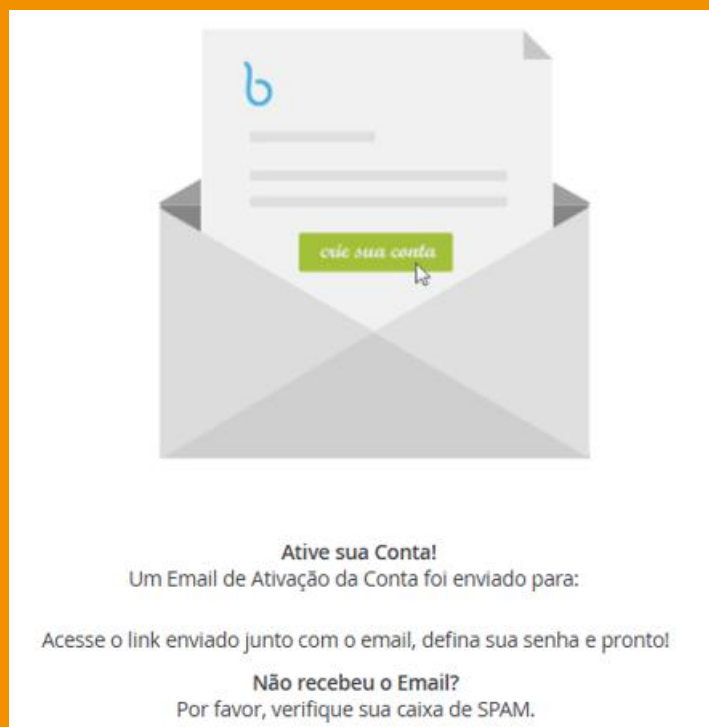 b
crie sua conta
Ative sua Conta!
Um Email de Ativação da Conta foi enviado para:
Acesse o link enviado junto com o email, defina sua senha e pronto!
Não recebeu o Email?
Por favor, verifique sua caixa de SPAM.